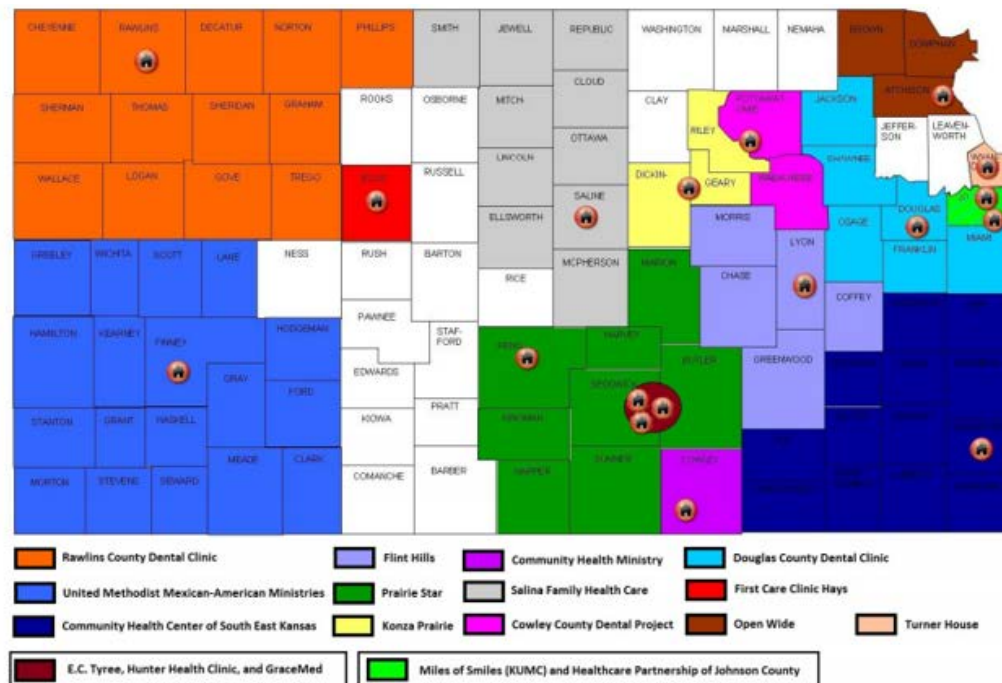 CHEYENNE RAWLINS DECATUR NORTON PHILLIPS SMITH JEWELL REPUBLIC WASHINGTON MARSHALL NEMAHA BROWN DONIPHAN
CLOUD
SHERMAN THOMAS SHERIDAN GRAHAM ROOKS OSBORNE MITCH- CLAY RILEY JACKSON ATCHISON
OTTAWA JEFFER-
SON LEAVEN-
WORTH
LINCOLN SHAWNEE
WALLACE LOGAN GOVE TREGO ELLIS RUSSELL SALINE DICKIN- GEARY
ELLSWORTH MORRIS DOUGLAS
GREELEY WICHITA SCOTT LANE NESS RUSH BARTON MCPHERSON MARION LYON OSAGE FRANKLIN MIAMI
RICE CHASE COFFEY
HAMILTON KEARNEY FINNEY HODGEMAN PAWNEE STAF-
FORD RENO HARVEY BUTLER GREENWOOD
GRAY FORD EDWARDS SEDGWICK
STANTON GRANT HASKELL KIOWA PRATT KINGMAN
MORTON STEVENS SEWARD MEADE CLARK COMANCHE BARBER HARPER SUMNER COWLEY
Rawlins County Dental Clinic
Flint Hills
Community Health Ministry
Douglas County Dental Clinic
United Methodist Mexican-American Ministries
Prairie Star
Salina Family Health Care
First Care Clinic Hays
Community Health Center of South East Kansas
Konza Prairie
Cowley County Dental Project
Open Wide
Turner House
E.C. Tyree, Hunter Health Clinic, and GraceMed
Miles of Smiles (KUMC) and Healthcare Partnership of Johnson County